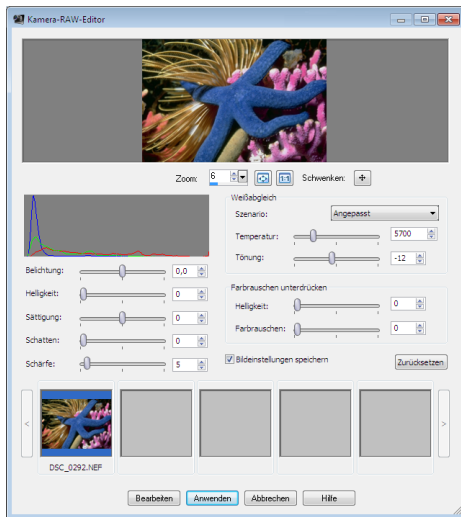 Kamera-RAW-Editor
Zoom: 6 1:1 Schwenken:
Weißabgleich
Szenario: Angepasst
Temperatur: 5700
Tönung: -12
Belichtung: 0,0
Helligkeit: 0
Sättigung: 0
Schatten: 0
Schärfe: 5
Farbrauschen unterdrücken
Helligkeit: 0
Farbrauschen: 0
Bildeinstellungen speichern
Zurücksetzen
< >
DSC_0292.NEF
Bearbeiten Anwenden Abbrechen Hilfe